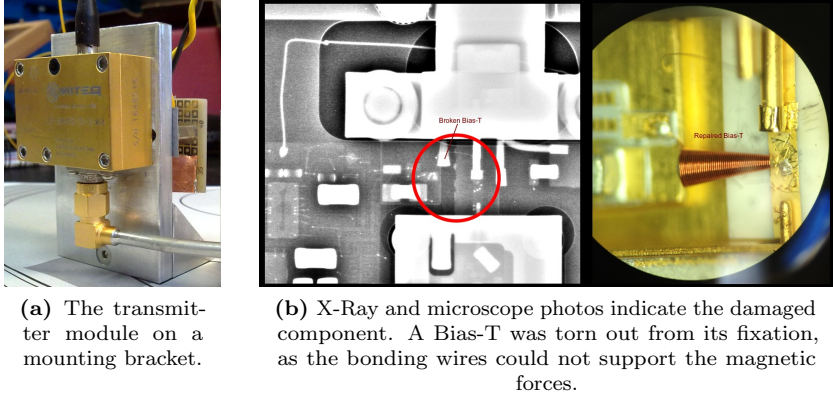 MITEQ
Broken Bias-T
Repaired Bias-T
(a) The transmit-
ter module on a
mounting bracket.
(b) X-Ray and microscope photos indicate the damaged
component. A Bias-T was torn out from its fixation,
as the bonding wires could not support the magnetic
forces.